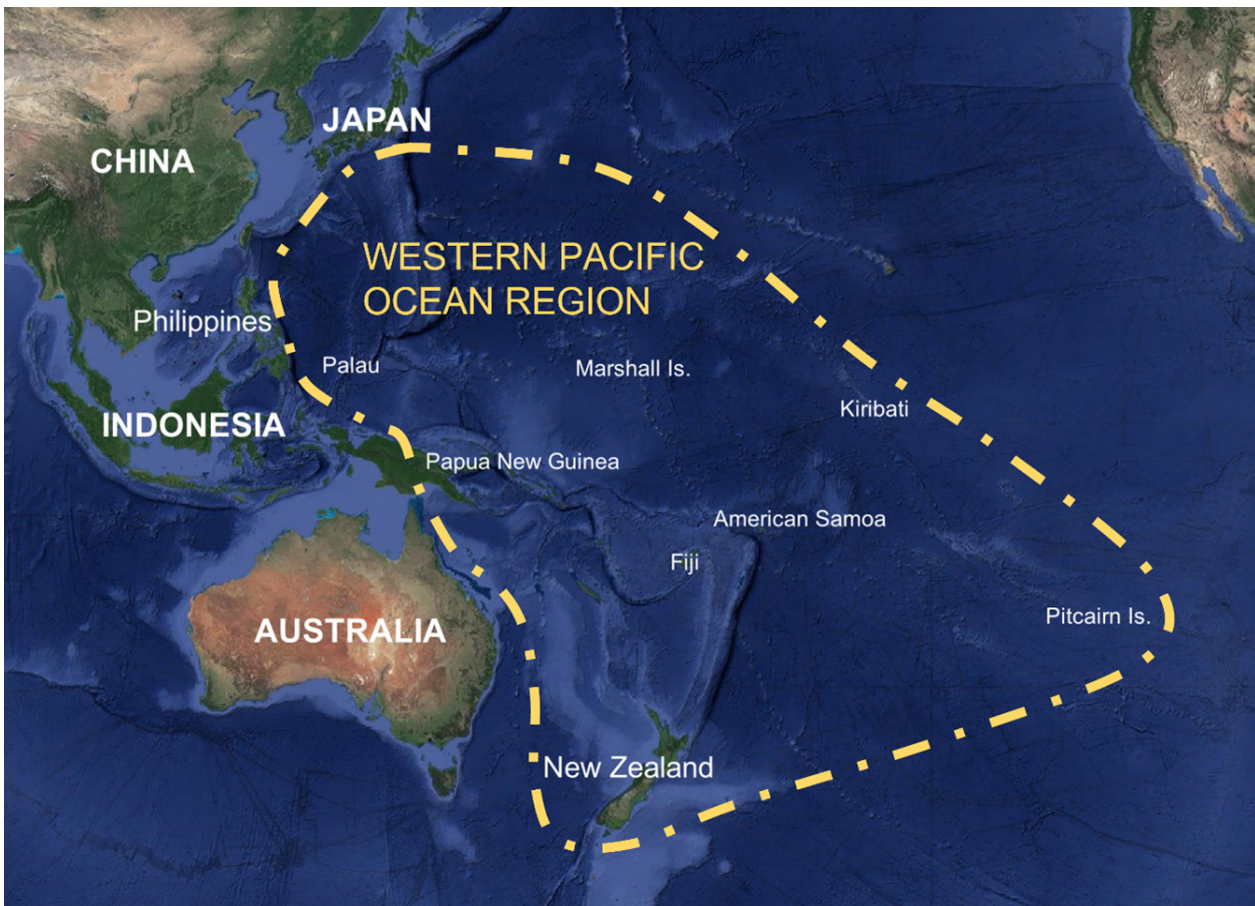 JAPAN
CHINA
WESTERN PACIFIC
OCEAN REGION
Philippines
Palau
Marshall Is.
Kiribati
INDONESIA
Papua New Guinea
American Samoa
Fiji
Pitcairn Is.
AUSTRALIA
New Zealand